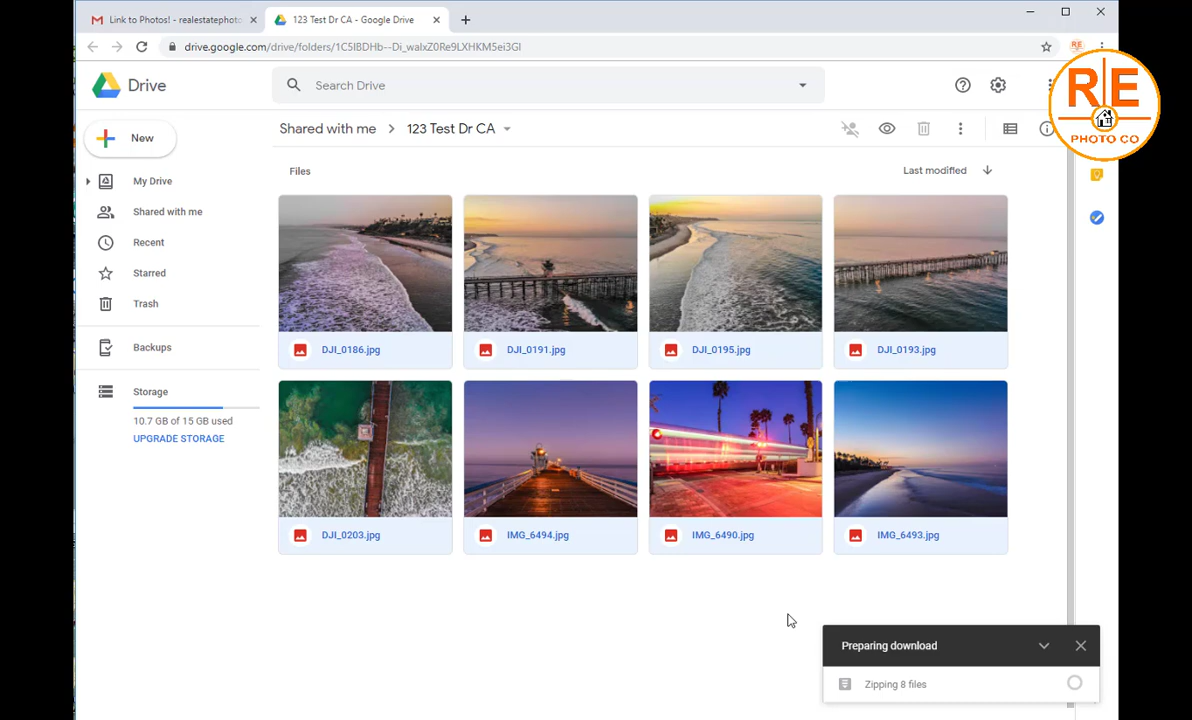 Link to Photos! - realestatephoto
123 Test Dr CA - Google Drive
drive.google.com/drive/folders/1C5IBDHb--Di_walxZ0Re9LXHKM5ei3GI
RE
Drive
Search Drive
R|E
PHOTO CO
New
Shared with me > 123 Test Dr CA
Files
Last modified
My Drive
Shared with me
Recent
Starred
Trash
Backups
Storage
10.7 GB of 15 GB used
UPGRADE STORAGE
DJI_0186.jpg
DJI_0191.jpg
DJI_0195.jpg
DJI_0193.jpg
DJI_0203.jpg
IMG_6494.jpg
IMG_6490.jpg
IMG_6493.jpg
Preparing download
Zipping 8 files